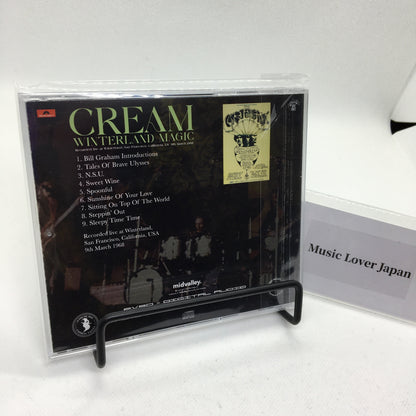 CREAM
WINTERLAND MAGIC
1. Bill Graham Introductions
2. Tales Of Brave Ulysses
3. N.S.U.
4. Sweet Wine
5. Spoonful
6. Sunshine Of Your Love
7. Sitting On Top Of The World
8. Steppin' Out
9. Sleepy Time Time
Recorded live at Winterland,
San Francisco, California, USA
9th March 1968
midvalley
DIGITAL AUDIO
Music Lover Japan